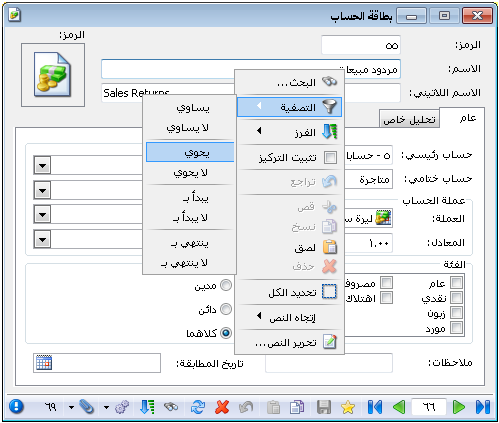 بطاقة الحساب
الرمز:
٥٥
الرمز:
الاسم:
مردود مبيعات
الاسم اللاتيني:
Sales Returns
عام
تحليل خاص
حساب رئيسي:
٥ - حسابا
حساب ختامي:
متاجرة
عملة الحساب
العملة:
ليرة س
المعادل:
١.٠٠
الفئة
عام
مصروف
نقدي
اهتلاك
زبون
مورد
مدين
دائن
كلاهما
ملاحظات:
تاريخ المطابقة:
البحث...
التصفية
الفرز
تثبيت التركيز
تراجع
قص
نسخ
لصق
حذف
تحديد الكل
إتجاه النص
تحرير النص...
يساوي
لا يساوي
يحوي
لا يحوي
يبدأ بـ
لا يبدأ بـ
ينتهي بـ
لا ينتهي بـ
٦٦
٦٩